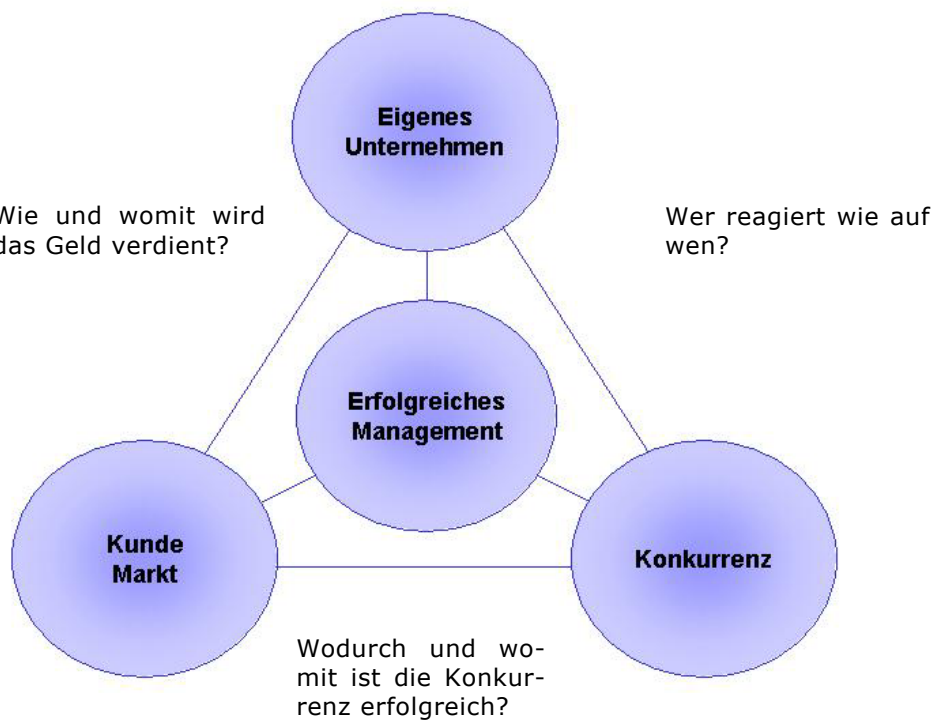 Eigenes
Unternehmen
Wie und womit wird
das Geld verdient?
Wer reagiert wie auf
wen?
Erfolgreiches
Management
Kunde
Markt
Konkurrenz
Wodurch und wo-
mit ist die Konkur-
renz erfolgreich?